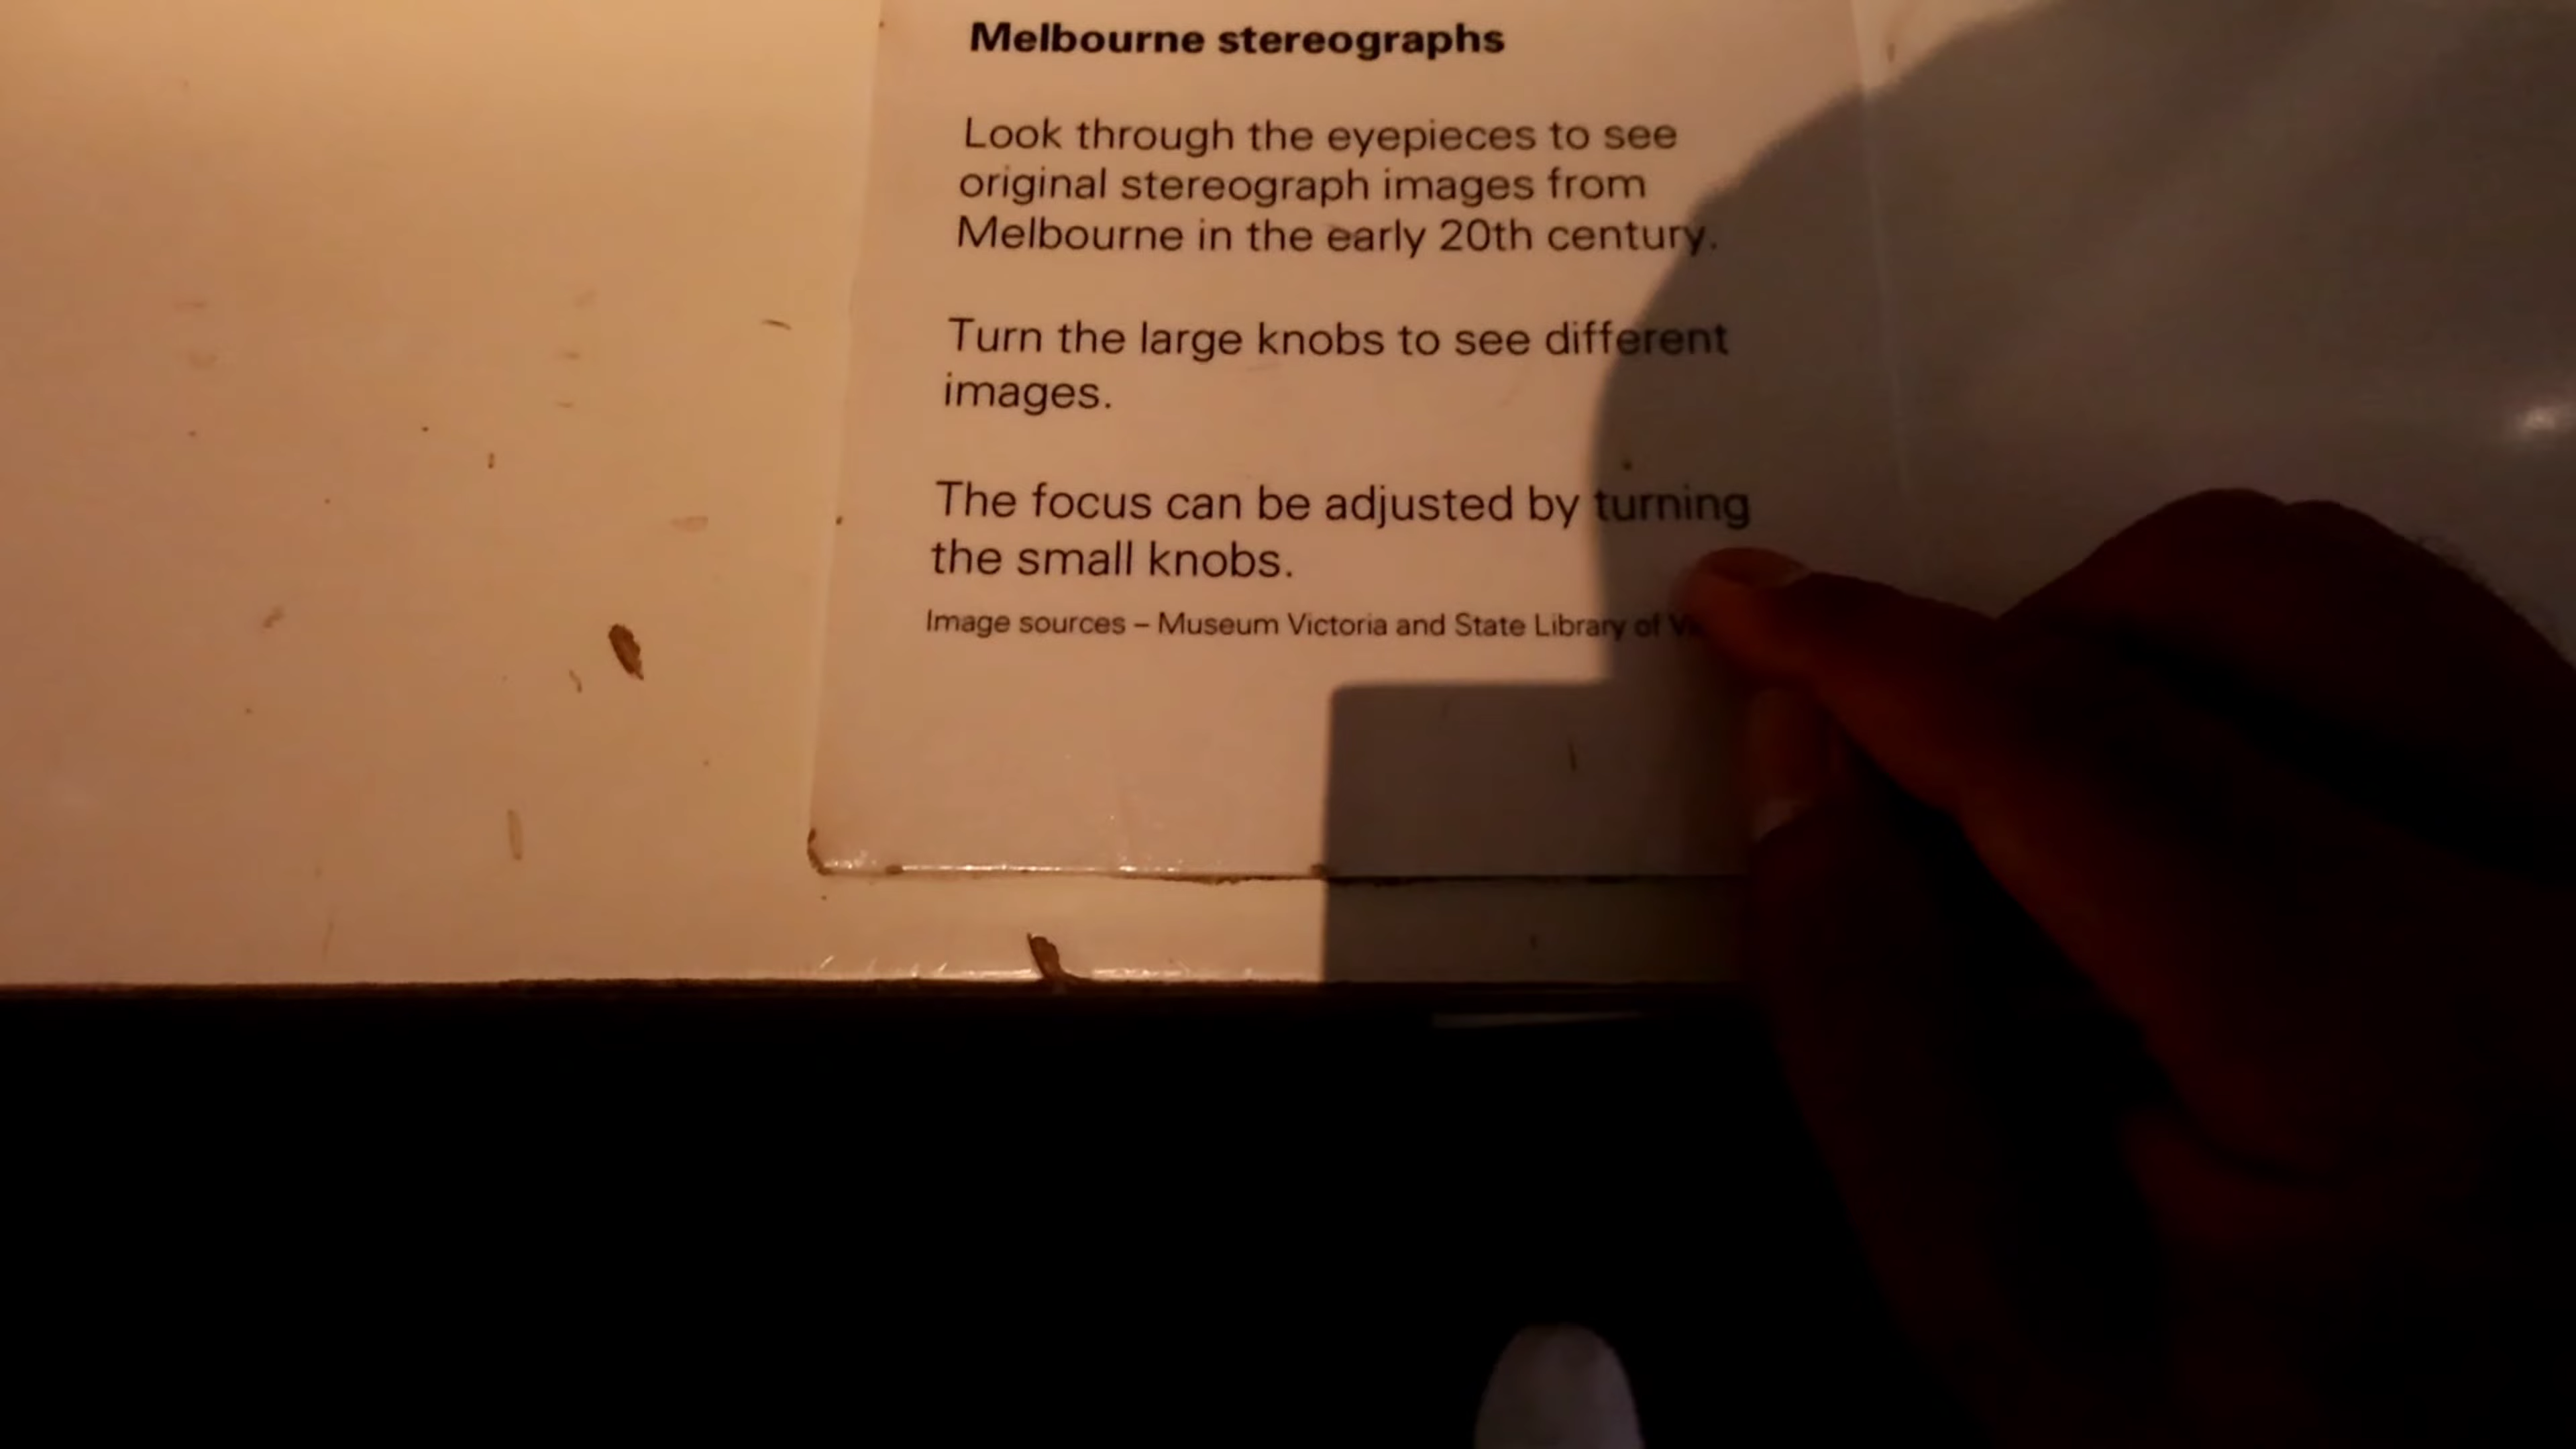 Melbourne stereographs
Look through the eyepieces to see
original stereograph images from
Melbourne in the early 20th century.
Turn the large knobs to see different
images.
The focus can be adjusted by turning
the small knobs.
Image sources – Museum Victoria and State Library of